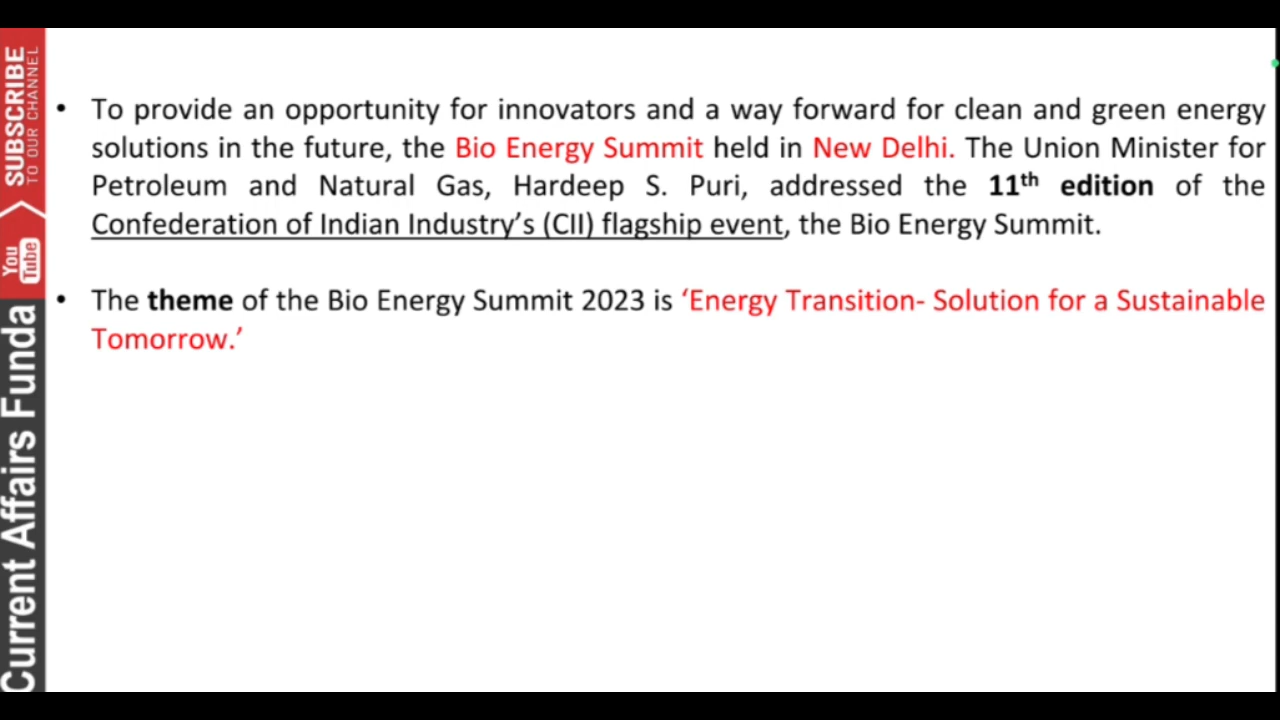 • To provide an opportunity for innovators and a way forward for clean and green energy
solutions in the future, the Bio Energy Summit held in New Delhi. The Union Minister for
Petroleum and Natural Gas, Hardeep S. Puri, addressed the 11th edition of the
Confederation of Indian Industry’s (CII) flagship event, the Bio Energy Summit.
• The theme of the Bio Energy Summit 2023 is ‘Energy Transition- Solution for a Sustainable
Tomorrow.’
SUBSCRIBE
TO OUR CHANNEL
You
Tube
Current Affairs Funda